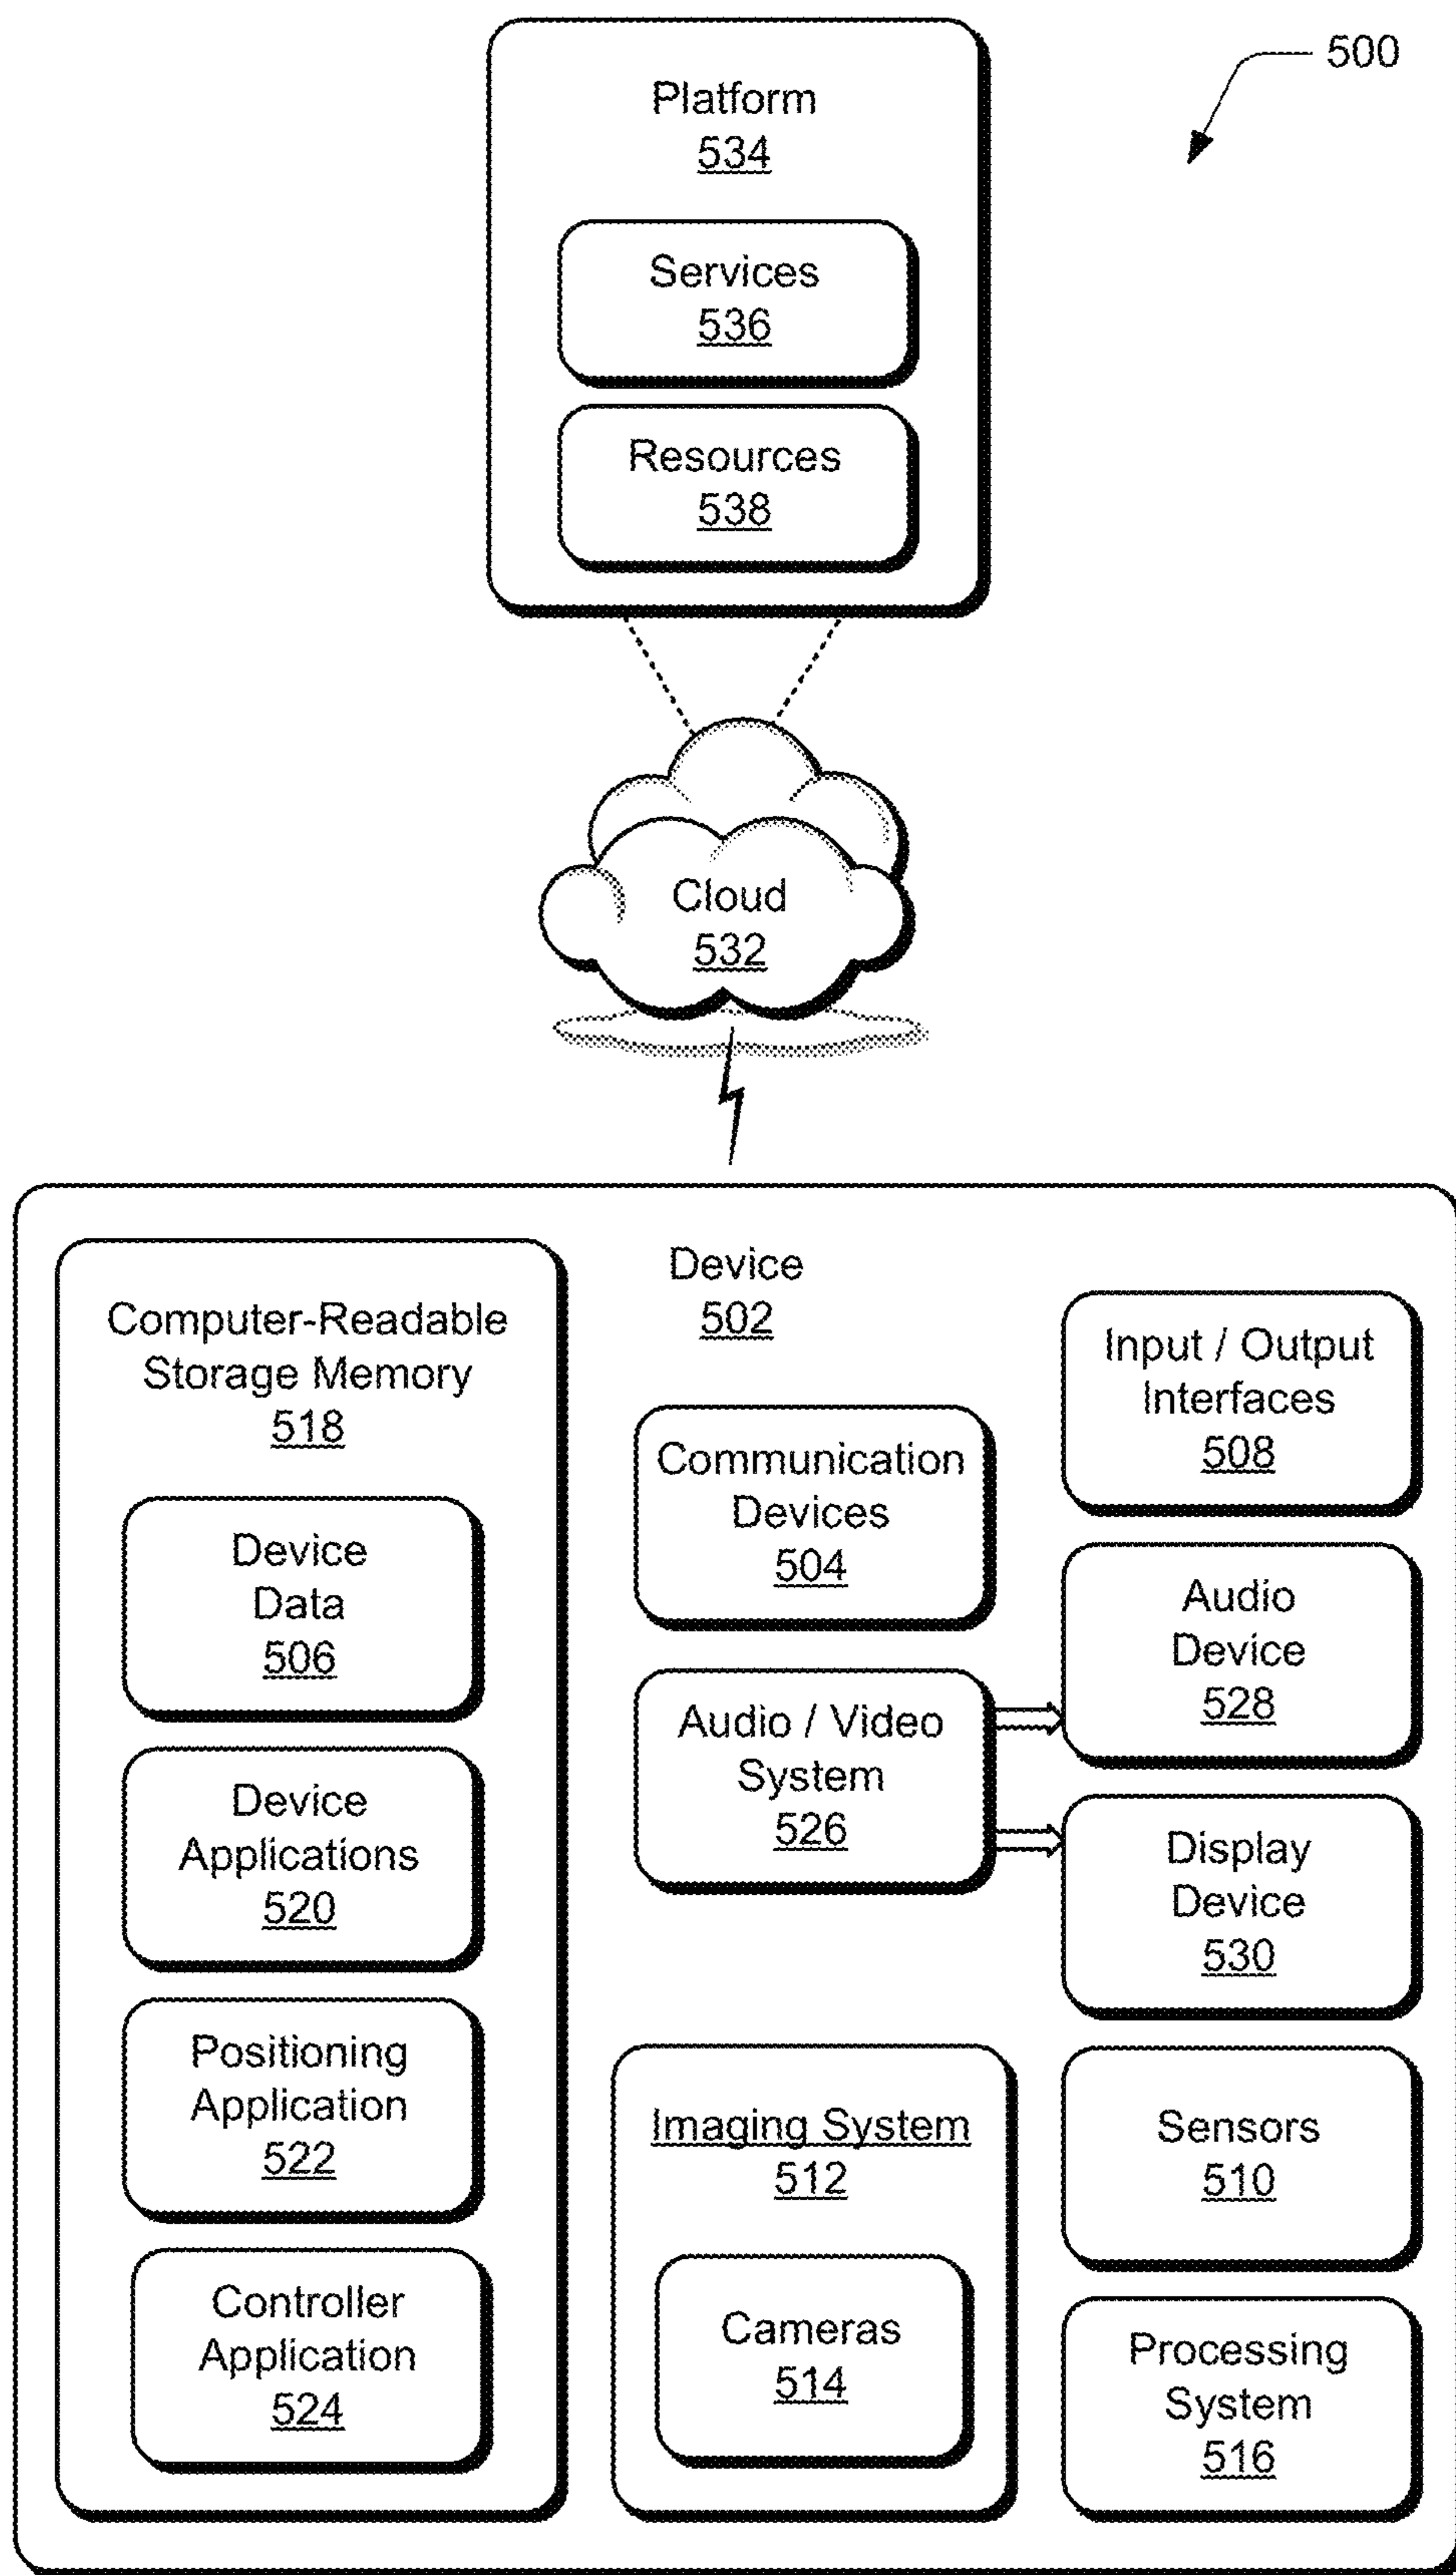 500
Platform
534
Services
536
Resources
538
Cloud
532
Device
502
Computer-Readable
Storage Memory
518
Device
Data
506
Device
Applications
520
Positioning
Application
522
Controller
Application
524
Communication
Devices
504
Audio / Video
System
526
Imaging System
512
Cameras
514
Input / Output
Interfaces
508
Audio
Device
528
Display
Device
530
Sensors
510
Processing
System
516